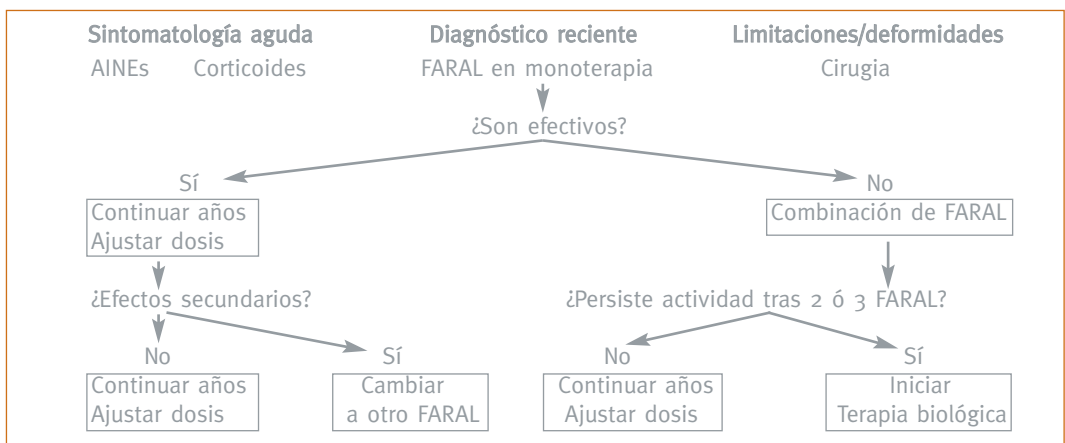 Sintomatología aguda
Diagnóstico reciente
Limitaciones/deformidades
AINEs Corticoides
FARAL en monoterapia
Cirugia
¿Son efectivos?
Sí
No
Continuar años
Ajustar dosis
Combinación de FARAL
¿Efectos secundarios?
¿Persiste actividad tras 2 ó 3 FARAL?
No
Sí
No
Sí
Continuar años
Ajustar dosis
Cambiar
a otro FARAL
Continuar años
Ajustar dosis
Iniciar
Terapia biológica